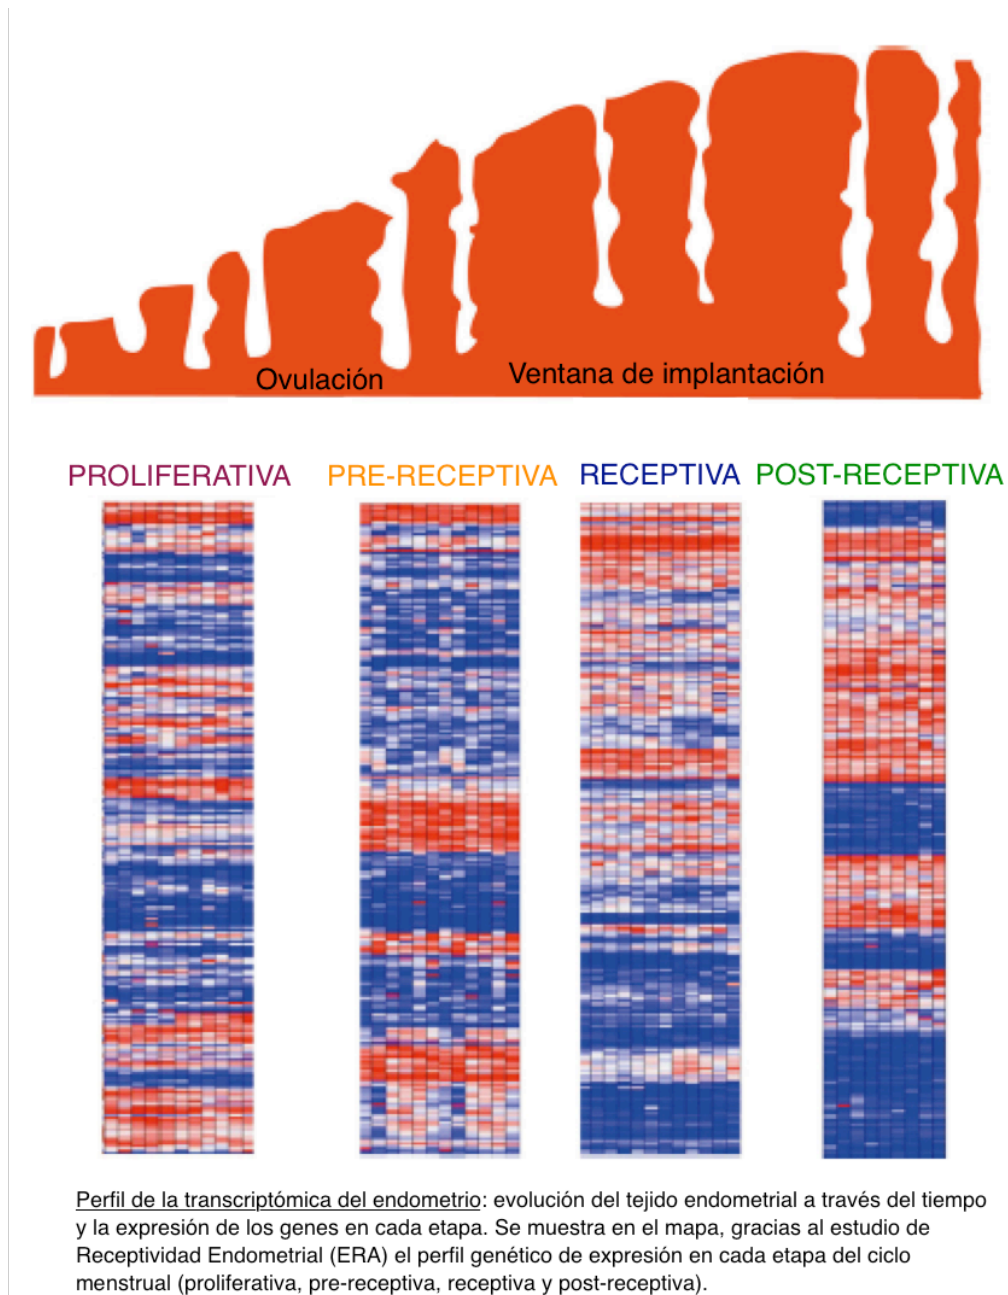 Ovulación
Ventana de implantación
PROLIFERATIVA
PRE-RECEPTIVA
RECEPTIVA
POST-RECEPTIVA
Perfil de la transcriptómica del endometrio: evolución del tejido endometrial a través del tiempo
y la expresión de los genes en cada etapa. Se muestra en el mapa, gracias al estudio de
Receptividad Endometrial (ERA) el perfil genético de expresión en cada etapa del ciclo
menstrual (proliferativa, pre-receptiva, receptiva y post-receptiva).